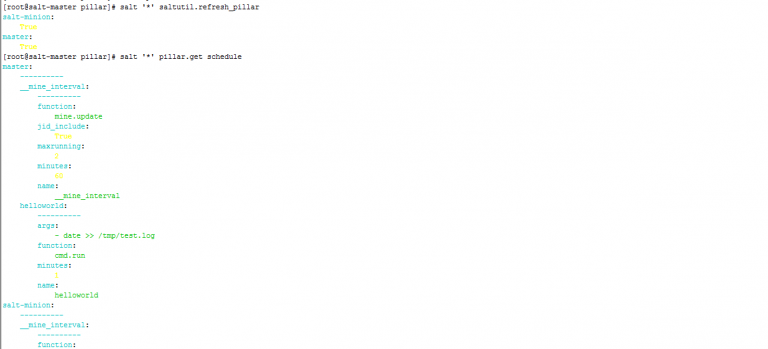 [root@salt-master pillar]# salt '*' saltutil.refresh_pillar
salt-minion:
    True
master:
    True
[root@salt-master pillar]# salt '*' pillar.get schedule
master:
    ----------
    __mine_interval:
        ----------
        function:
            mine.update
        jid_include:
            True
        maxrunning:
        minutes:
            60
        name:
            __mine_interval
    helloworld:
        ----------
        args:
            - date >> /tmp/test.log
        function:
            cmd.run
        minutes:
        name:
            helloworld
salt-minion:
    ----------
    __mine_interval:
        ----------
        function: